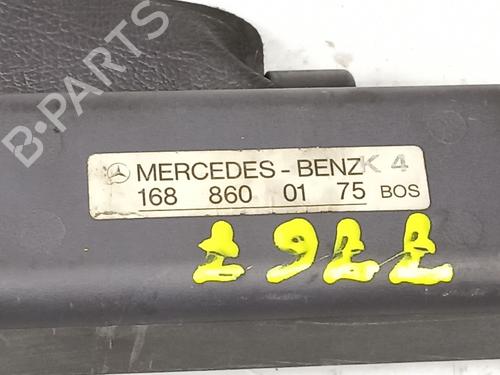 B-PARTS
MERCEDES-BENZ K 4
168 860 01 75 BOS